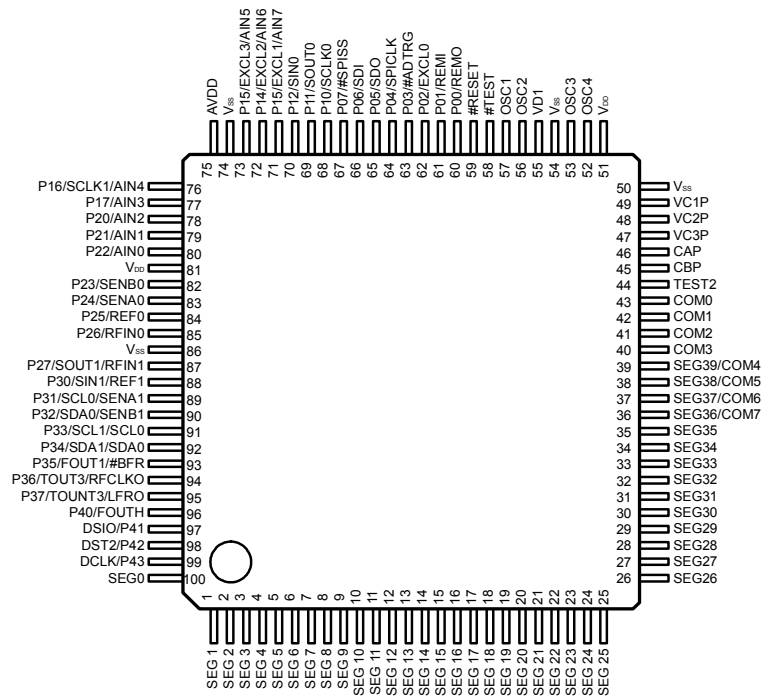 AVDD
Vss
P15/EXCL3/AIN5
P14/EXCL2/AIN6
P15/EXCL1/AIN7
P12/SIN0
P11/SOUT0
P10/SCLK0
P07/#SPISS
P06/SDI
P05/SDO
P04/SPICLK
P03/#ADTRG
P02/EXCL0
P01/REMI
P00/REMO
#RESET
#TEST
OSC1
OSC2
VD1
Vss
OSC3
OSC4
VDD
75 74 73 72 71 70 69 68 67 66 65 64 63 62 61 60 59 58 57 56 55 54 53 52 51
P16/SCLK1/AIN4 76
P17/AIN3 77
P20/AIN2 78
P21/AIN1 79
P22/AIN0 80
VDD 81
P23/SENB0 82
P24/SENA0 83
P25/REF0 84
P26/RFIN0 85
Vss 86
P27/SOUT1/RFIN1 87
P30/SIN1/REF1 88
P31/SCL0/SENA1 89
P32/SDA0/SENB1 90
P33/SCL1/SCL0 91
P34/SDA1/SDA0 92
P35/FOUT1/#BFR 93
P36/TOUT3/RFCLKO 94
P37/TOUNT3/LFRO 95
P40/FOUTH 96
DSIO/P41 97
DST2/P42 98
DCLK/P43 99
SEG0 100
50 Vss
49 VC1P
48 VC2P
47 VC3P
46 CAP
45 CBP
44 TEST2
43 COM0
42 COM1
41 COM2
40 COM3
39 SEG39/COM4
38 SEG38/COM5
37 SEG37/COM6
36 SEG36/COM7
35 SEG35
34 SEG34
33 SEG33
32 SEG32
31 SEG31
30 SEG30
29 SEG29
28 SEG28
27 SEG27
26 SEG26
1 2 3 4 5 6 7 8 9 10 11 12 13 14 15 16 17 18 19 20 21 22 23 24 25
SEG 1
SEG 2
SEG 3
SEG 4
SEG 5
SEG 6
SEG 7
SEG 8
SEG 9
SEG 10
SEG 11
SEG 12
SEG 13
SEG 14
SEG 15
SEG 16
SEG 17
SEG 18
SEG 19
SEG 20
SEG 21
SEG 22
SEG 23
SEG 24
SEG 25